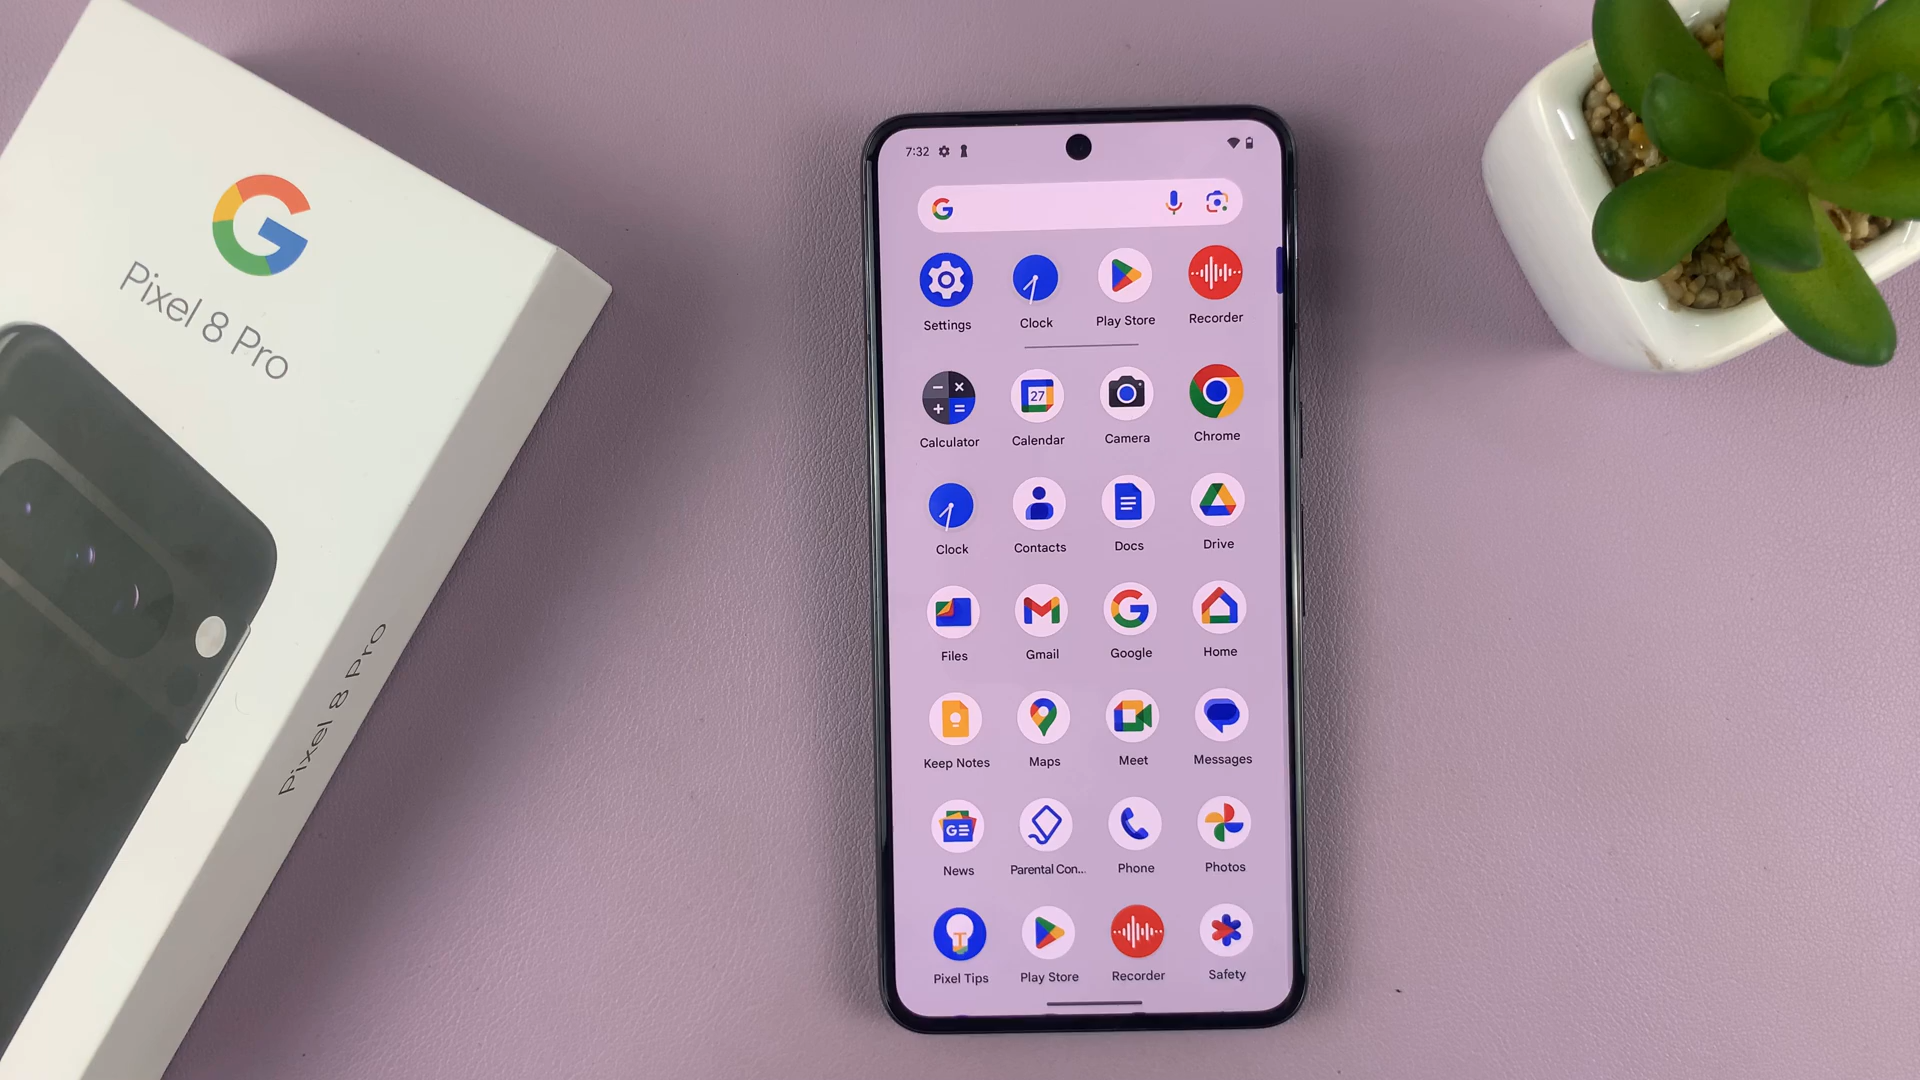 Pixel 8 Pro
Pixel 8 Pro
7:32
Settings
Clock
Play Store
Recorder
Calculator
27
Calendar
Camera
Chrome
Clock
Contacts
Docs
Drive
Files
Gmail
Google
Home
Keep Notes
Maps
Meet
Messages
GE
News
Parental Con...
Phone
Photos
Pixel Tips
Play Store
Recorder
Safety